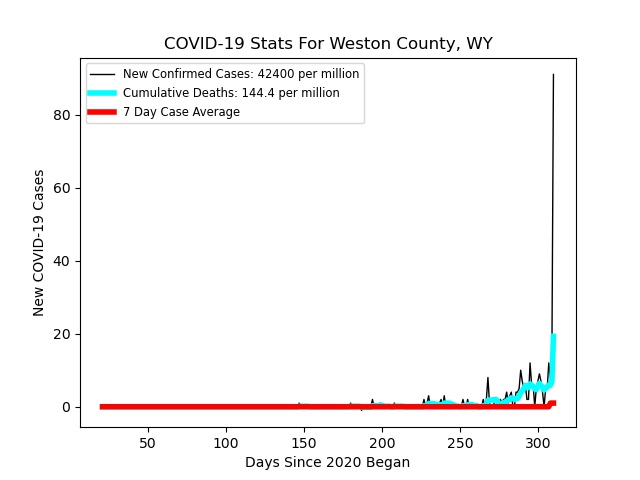 COVID-19 Stats For Weston County, WY
New Confirmed Cases: 42400 per million
Cumulative Deaths: 144.4 per million
7 Day Case Average
New COVID-19 Cases
80
60
40
20
0
50 100 150 200 250 300
Days Since 2020 Began